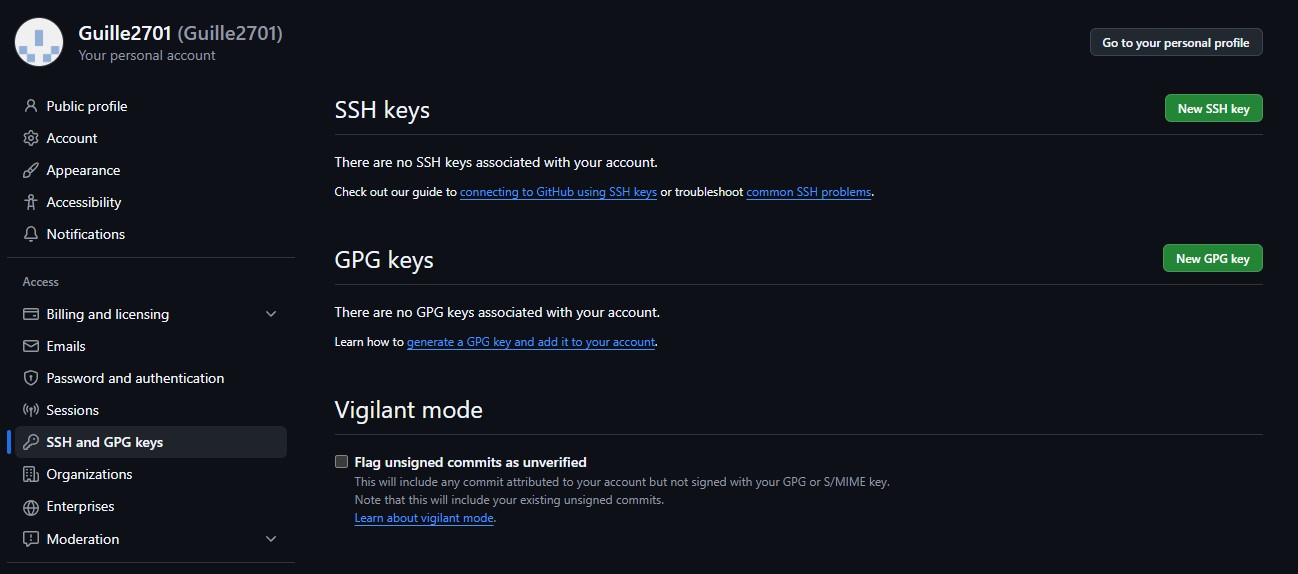 Guille2701 (Guille2701)
Your personal account
Go to your personal profile
Public profile
Account
Appearance
Accessibility
Notifications
Access
Billing and licensing
Emails
Password and authentication
Sessions
SSH and GPG keys
Organizations
Enterprises
Moderation
SSH keys
New SSH key
There are no SSH keys associated with your account.
Check out our guide to connecting to GitHub using SSH keys or troubleshoot common SSH problems.
GPG keys
New GPG key
There are no GPG keys associated with your account.
Learn how to generate a GPG key and add it to your account.
Vigilant mode
Flag unsigned commits as unverified
This will include any commit attributed to your account but not signed with your GPG or S/MIME key.
Note that this will include your existing unsigned commits.
Learn about vigilant mode.